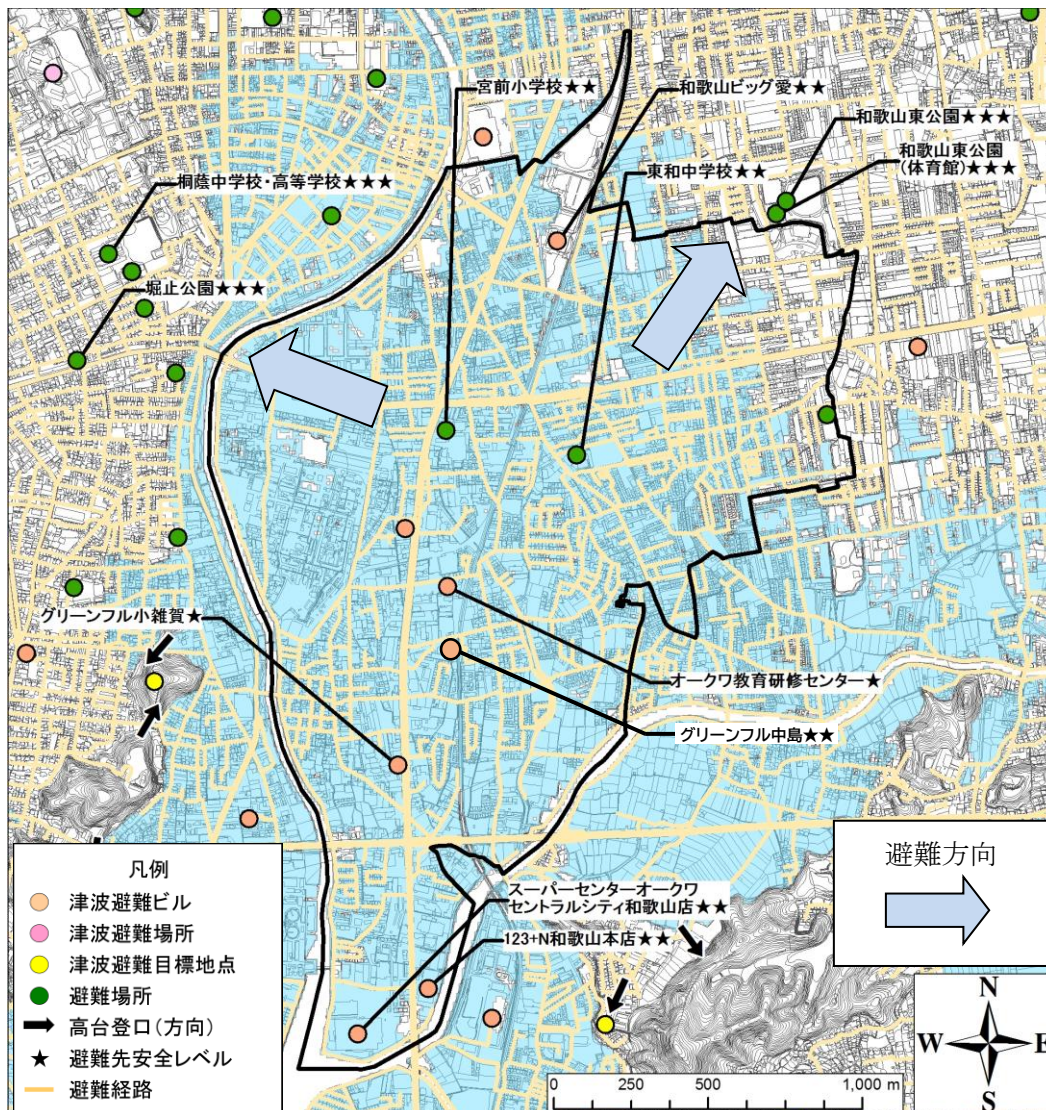 宮前小学校★★
和歌山ビッグ愛★★
和歌山東公園★★★
和歌山東公園
(体育館)★★★
東和中学校★★
桐蔭中学校・高等学校★★★
堀止公園★★★
グリーンフル小雑賀★
オークワ教育研修センター★
グリーンフル中島★★
スーパーセンターオークワ
セントラルシティ和歌山店★★
123+N和歌山本店★★
避難方向
凡例
津波避難ビル
津波避難場所
津波避難目標地点
避難場所
高台登口(方向)
★ 避難先安全レベル
避難経路
N
W E
S
0 250 500 1,000 m